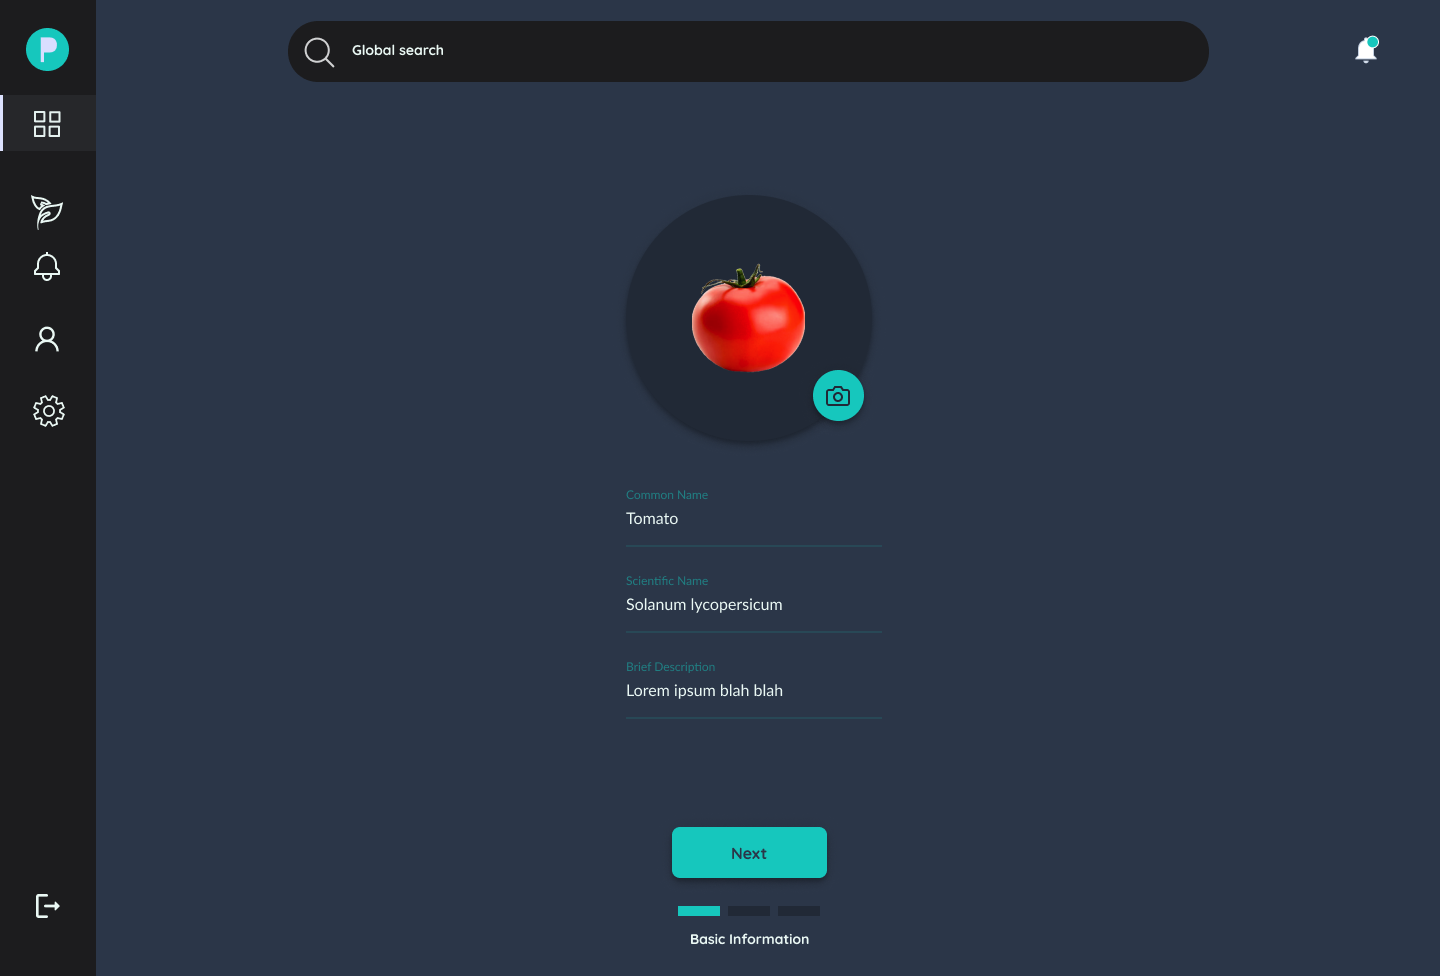 P
Global search
Common Name
Tomato
Scientific Name
Solanum lycopersicum
Brief Description
Lorem ipsum blah blah
Next
Basic Information